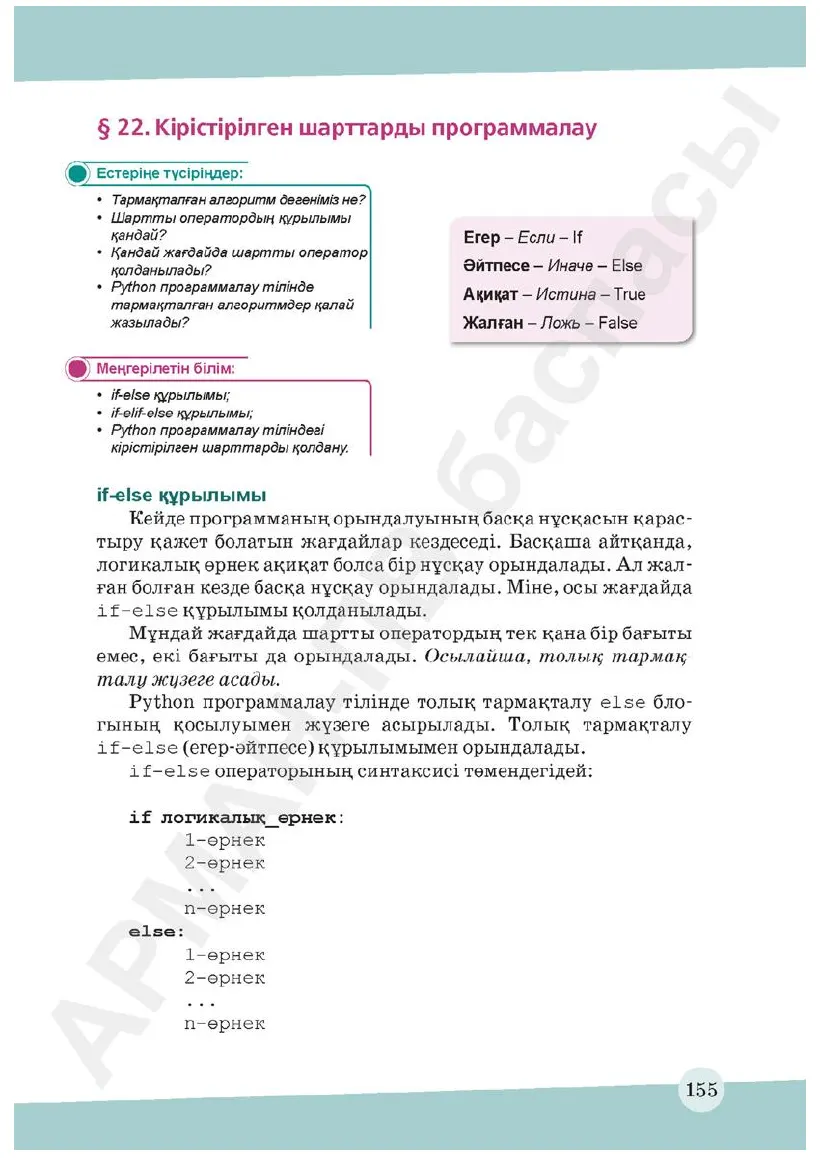 § 22. Кірістірілген шарттарды программалау
Естеріңе түсіріңдер:
• Тармақталған алгоритм дегеніміз не?
• Шартты оператордың құрылымы
қандай?
• Қандай жағдайда шартты оператор
қолданылады?
• Python программалау тілінде
тармақталған алгоритмдер қалай
жазылады?
Егер – Если – If
Әйтпесе – Иначе – Else
Ақиқат – Истина – True
Жалған – Ложь – False
Меңгерілетін білім:
• if-else құрылымы;
• if-elif-else құрылымы;
• Python программалау тіліндегі
кірістірілген шарттарды қолдану.
if-else құрылымы
Кейде программаның орындалуының басқа нұсқасын қарас-
тыру қажет болатын жағдайлар кездеседі. Басқаша айтқанда,
логикалық өрнек ақиқат болса бір нұсқау орындалады. Ал жал-
ған болған кезде басқа нұсқау орындалады. Міне, осы жағдайда
if-else құрылымы қолданылады.
Мұндай жағдайда шартты оператордың тек қана бір бағыты
емес, екі бағыты да орындалады. Осылайша, толық тармақ-
талу жүзеге асады.
Python программалау тілінде толық тармақталу else бло-
гының қосылуымен жүзеге асырылады. Толық тармақталу
if-else (егер-әйтпесе) құрылымымен орындалады.
if-else операторының синтаксисі төмендегідей:
if логикалық_өрнек:
1-өрнек
2-өрнек
...
n-өрнек
else:
1-өрнек
2-өрнек
...
n-өрнек
155
АРМАН-ПВ баспасы